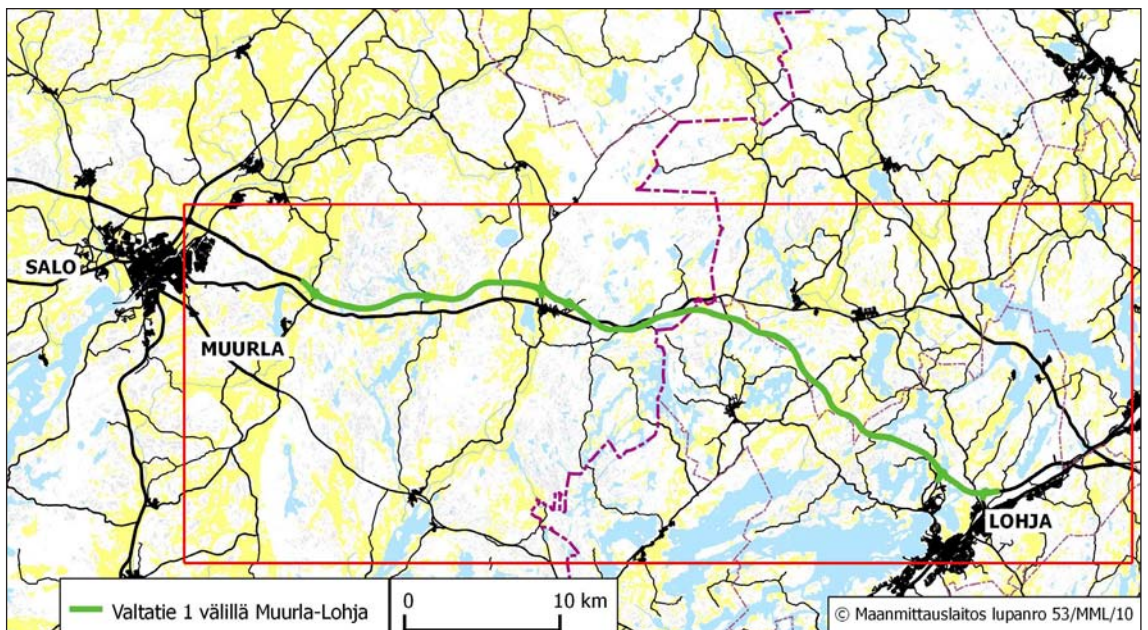 SALO
MUURLA
LOHJA
Valtatie 1 välillä Muurla-Lohja
0
10 km
© Maanmittauslaitos lupanro 53/MML/10